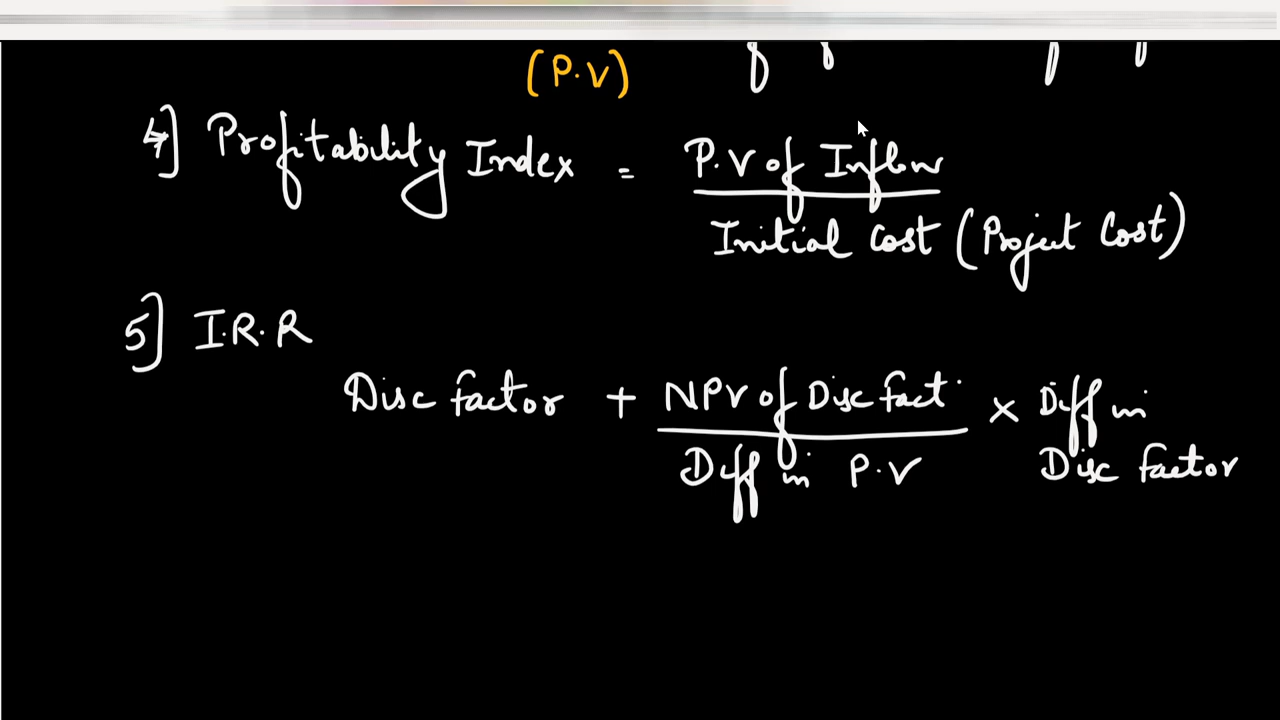 (P.V)
4] Profitability Index = P.V of Inflow
Initial Cost (Project Cost)
5] I.R.R
Disc factor + NPV of Disc fact. × Diff in
Diff in P.V Disc factor